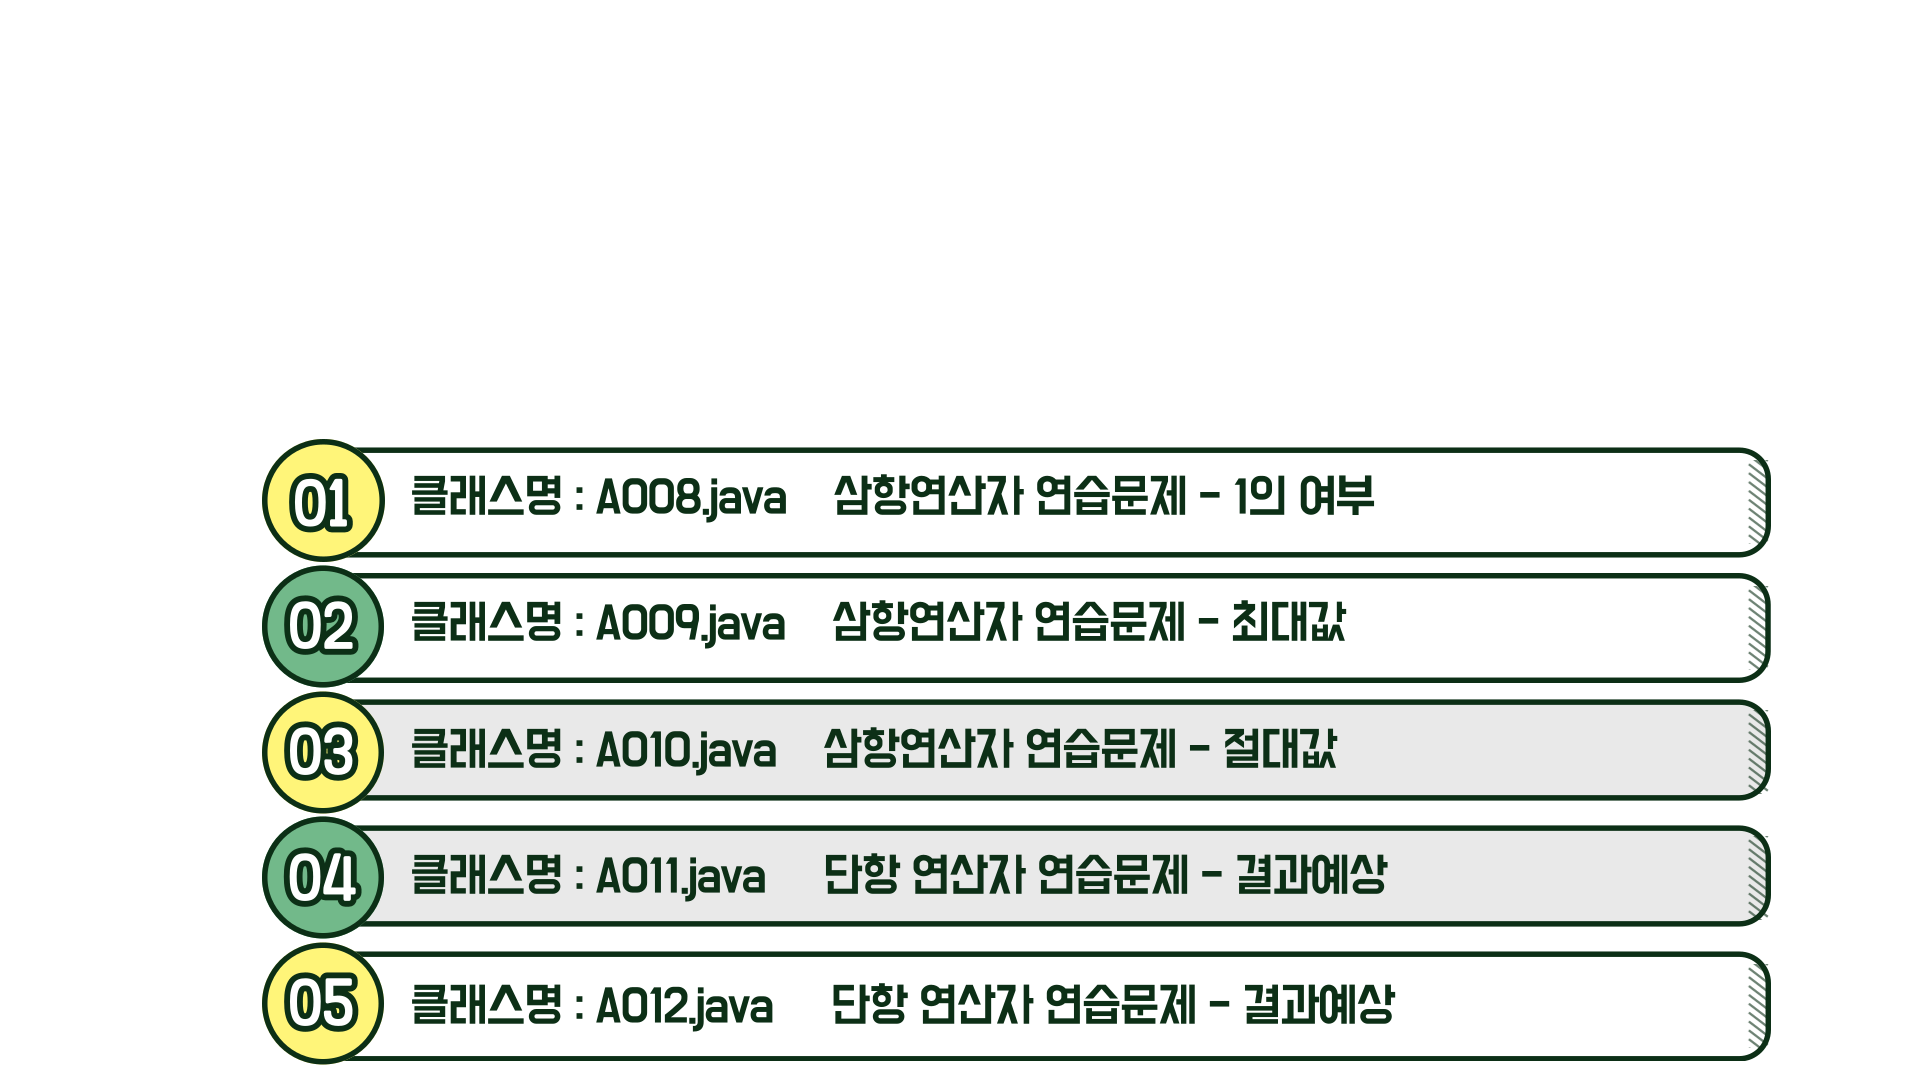 01 클래스명 : A008.java 삼항연산자 연습문제 - 1의 여부
02 클래스명 : A009.java 삼항연산자 연습문제 - 최대값
03 클래스명 : A010.java 삼항연산자 연습문제 - 절대값
04 클래스명 : A011.java 단항 연산자 연습문제 - 결과예상
05 클래스명 : A012.java 단항 연산자 연습문제 - 결과예상